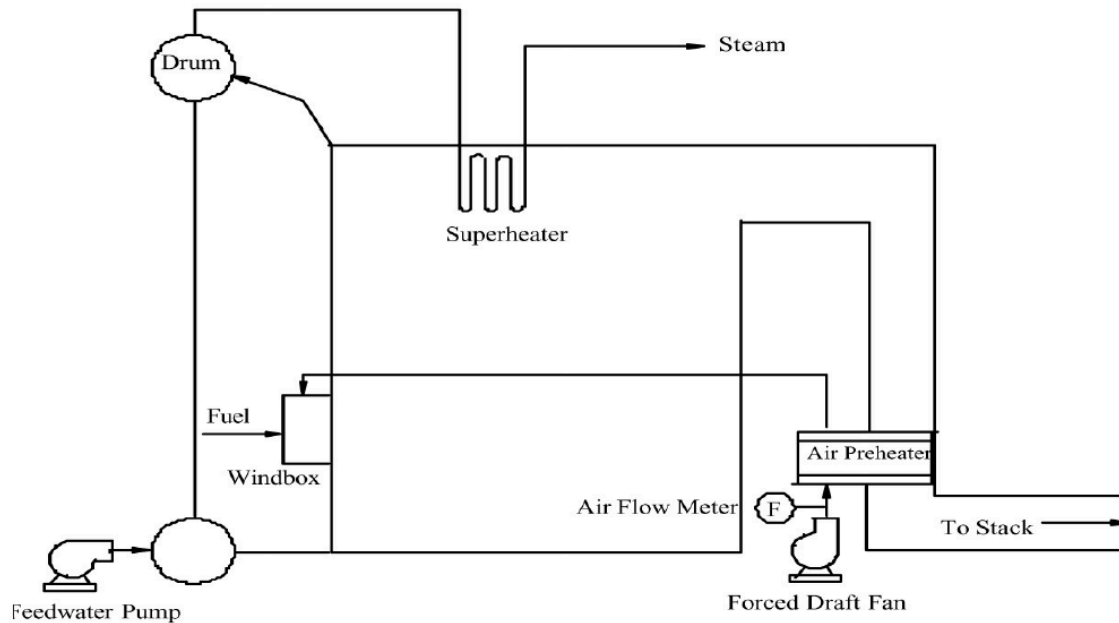 Steam
Drum
Superheater
Fuel
Windbox
Air Preheater
Air Flow Meter
F
To Stack
Feedwater Pump
Forced Draft Fan